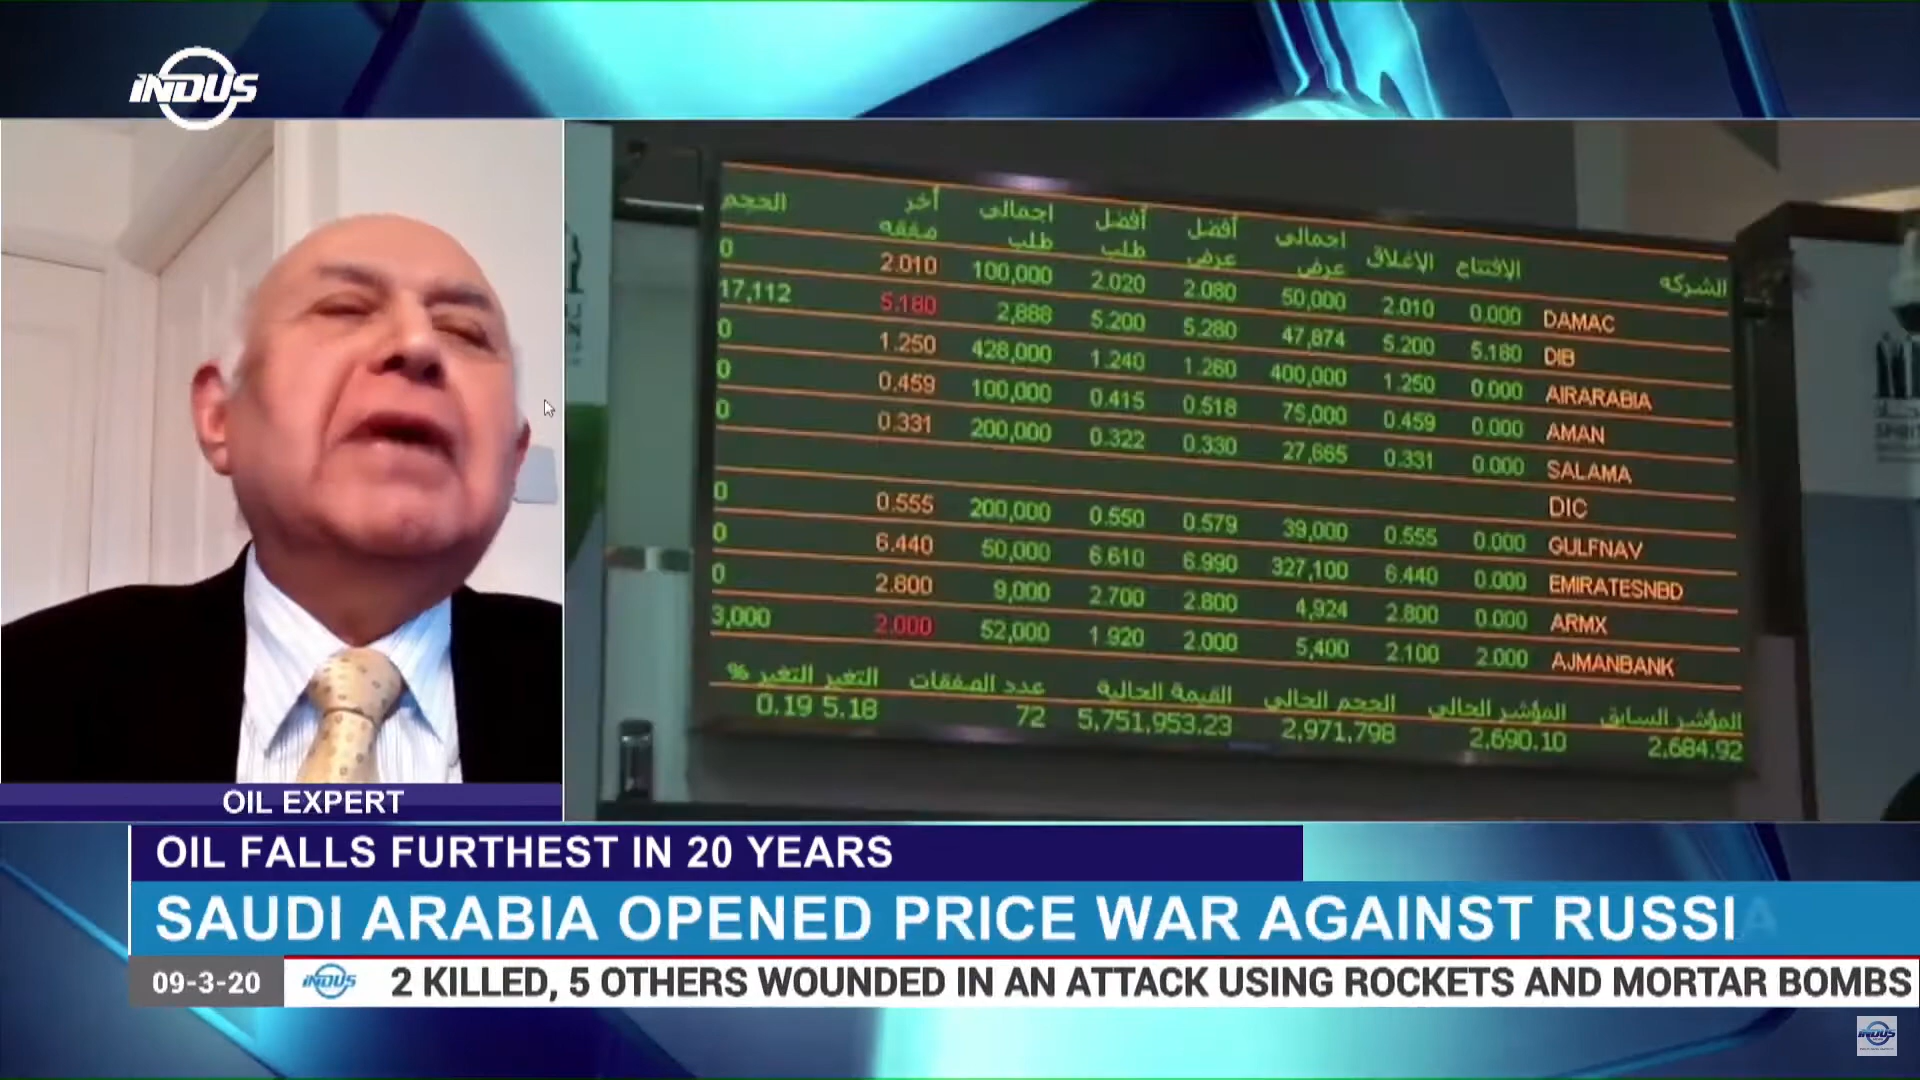 INDUS
الحجم آخر صفقه اجمالى طلب أفضل طلب أفضل عرض اجمالى عرض الإغلاق الإفتتاح الشركه
0 2.010 100,000 2.020 2.080 50,000 2.010 0.000 DAMAC
17,112 5.180 2,888 5.200 5.280 47,874 5.200 5.180 DIB
0 1.250 428,000 1.240 1.260 400,000 1.250 0.000 AIRARABIA
0 0.459 100,000 0.415 0.518 75,000 0.459 0.000 AMAN
0 0.331 200,000 0.322 0.330 27,665 0.331 0.000 SALAMA
DIC
0 0.555 200,000 0.550 0.579 39,000 0.555 0.000 GULFNAV
0 6.440 50,000 6.610 6.990 327,100 6.440 0.000 EMIRATESNBD
0 2.800 9,000 2.700 2.800 4,924 2.800 0.000 ARMX
3,000 2.000 52,000 1.920 2.000 5,400 2.100 2.000 AJMANBANK
المؤشر السابق المؤشر الحالي الحجم الحالي القيمة الحالية عدد الصفقات التغير التغير %
0.19 5.18 72 5,751,953.23 2,971,798 2,690.10 2,684.92
OIL EXPERT
OIL FALLS FURTHEST IN 20 YEARS
SAUDI ARABIA OPENED PRICE WAR AGAINST RUSSIA
09-3-20 INDUS 2 KILLED, 5 OTHERS WOUNDED IN AN ATTACK USING ROCKETS AND MORTAR BOMBS
INDUS